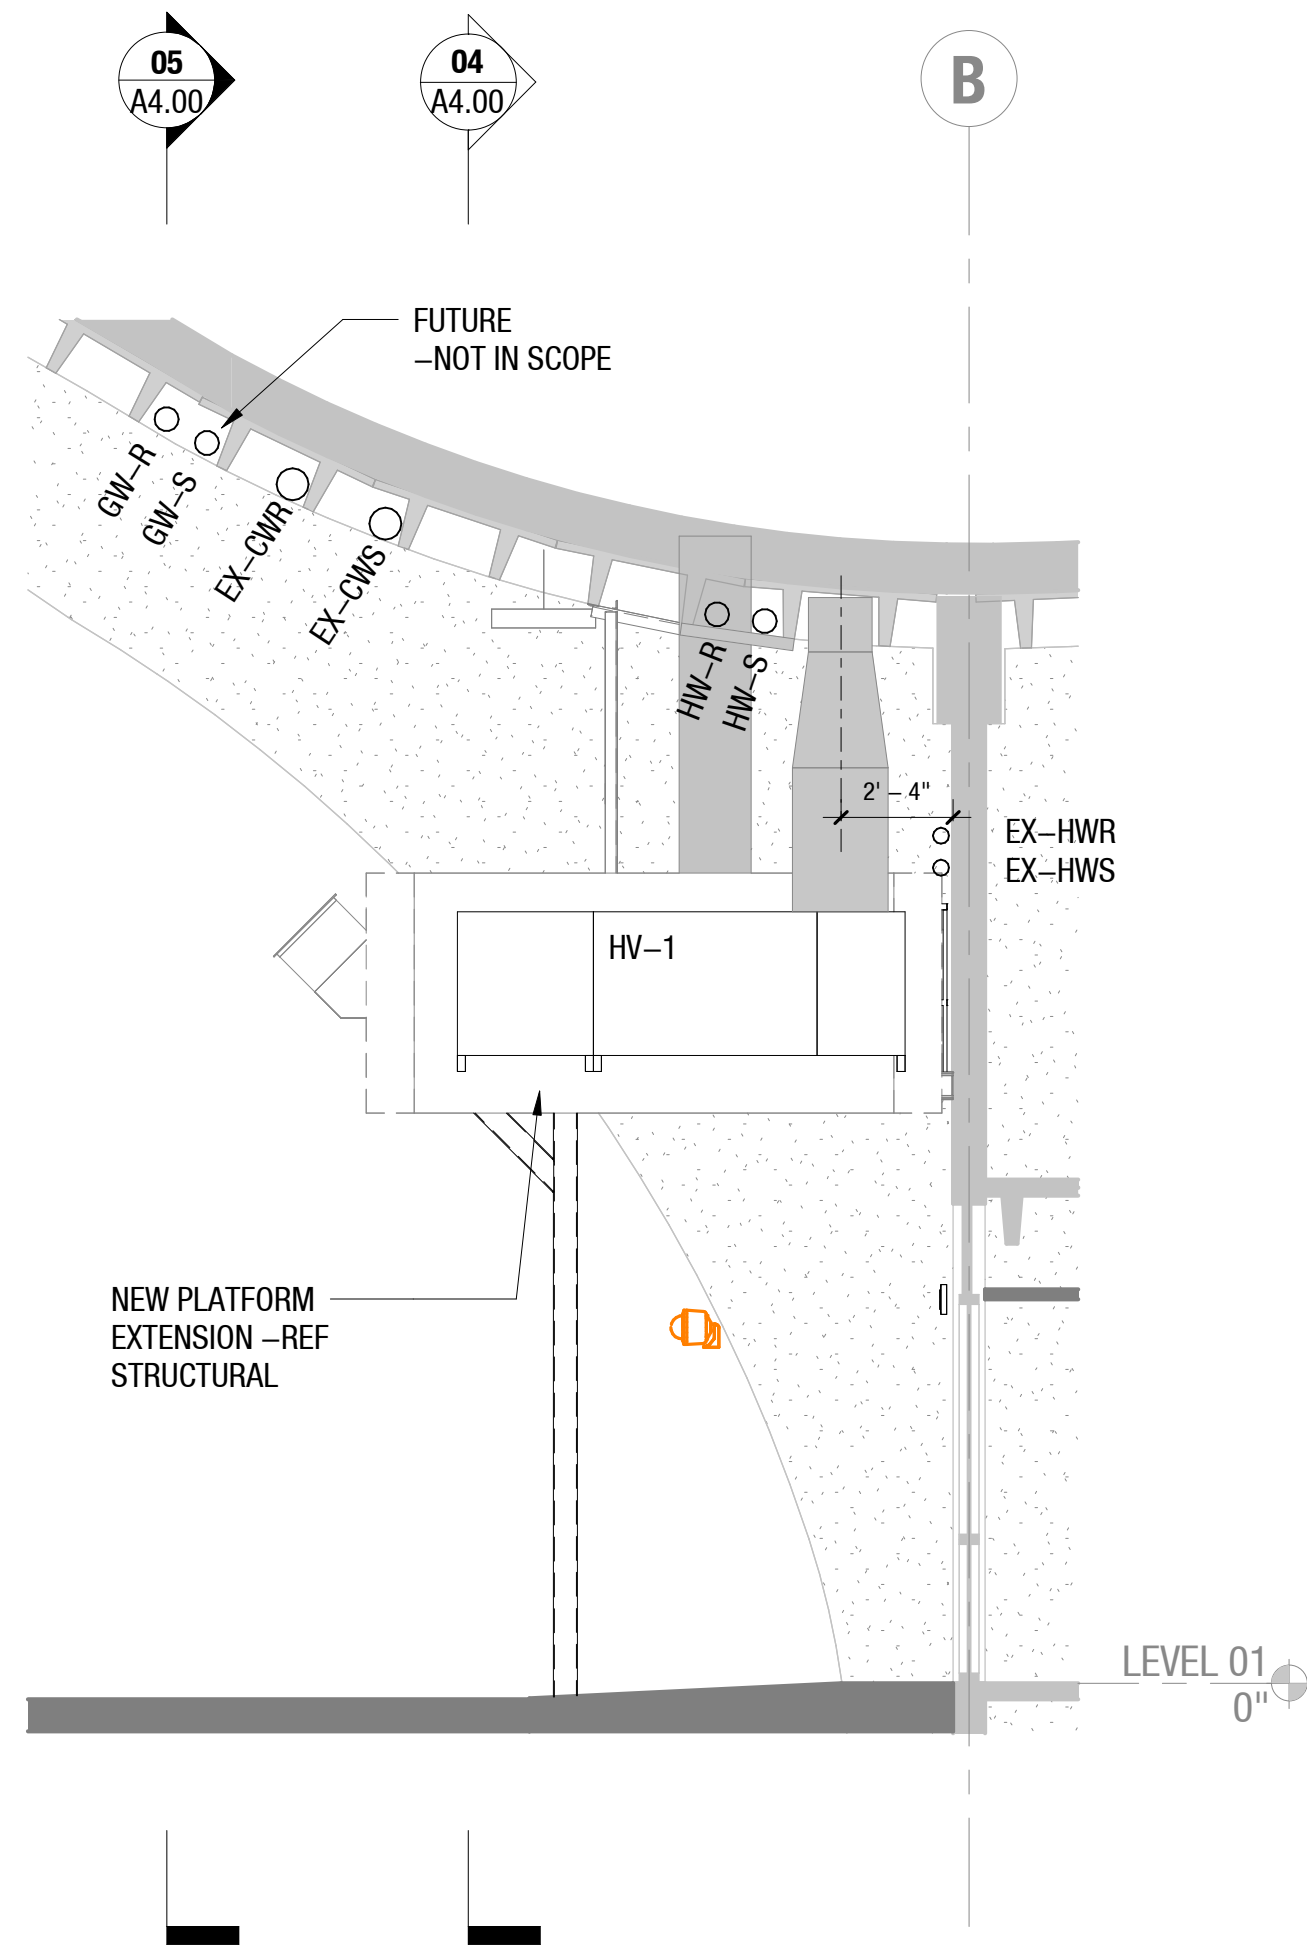 05
A4.00
04
A4.00
B
FUTURE
–NOT IN SCOPE
GW–R
GW–S
EX–CWR
EX–CWS
HW–R
HW–S
2' – 4"
EX–HWR
EX–HWS
HV–1
NEW PLATFORM
EXTENSION –REF
STRUCTURAL
LEVEL 01
0"